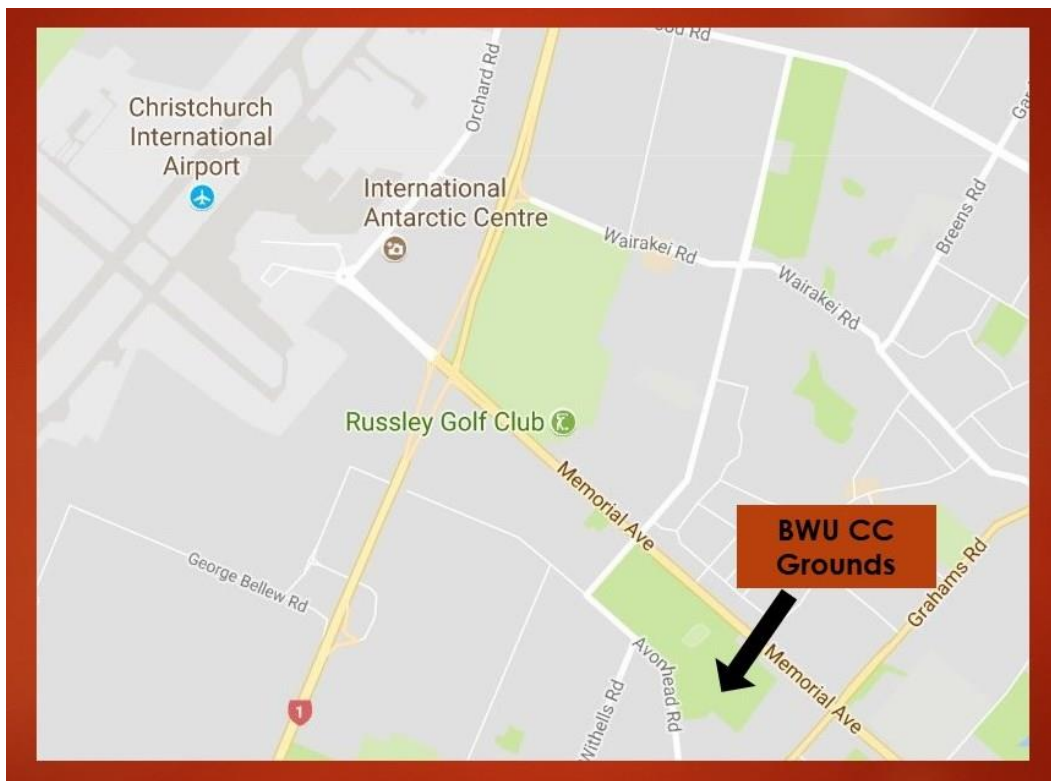 Orchard Rd
Christchurch
International
Airport
International
Antarctic Centre
Breens Rd
Wairakei Rd
Wairakei Rd
Russley Golf Club
Memorial Ave
BWU CC
Grounds
George Bellew Rd
Grahams Rd
Avonhead Rd
Memorial Ave
Withells Rd
1